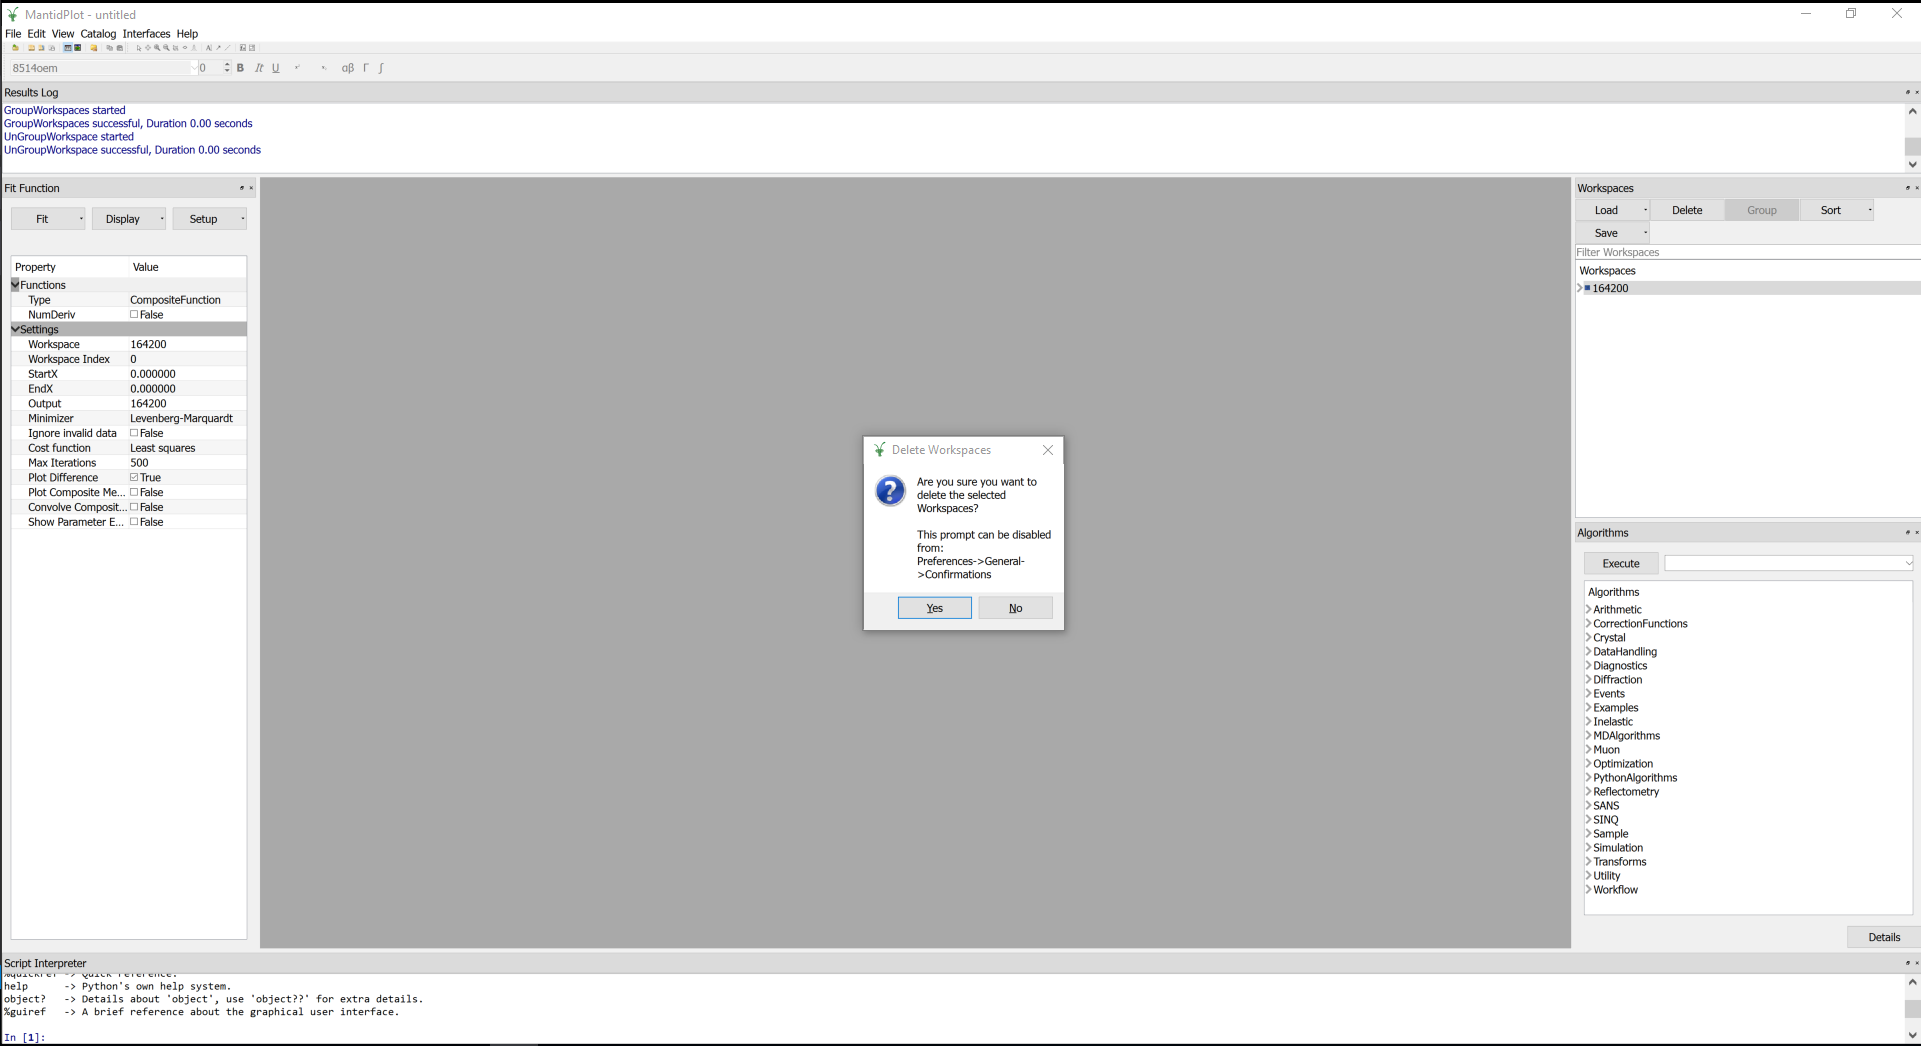 MantidPlot - untitled
File Edit View Catalog Interfaces Help
8514oem 0 B It U αβ Γ ∫
Results Log
GroupWorkspaces started
GroupWorkspaces successful, Duration 0.00 seconds
UnGroupWorkspace started
UnGroupWorkspace successful, Duration 0.00 seconds
Fit Function
Fit Display Setup
Property Value
Functions
Type CompositeFunction
NumDeriv False
Settings
Workspace 164200
Workspace Index 0
StartX 0.000000
EndX 0.000000
Output 164200
Minimizer Levenberg-Marquardt
Ignore invalid data False
Cost function Least squares
Max Iterations 500
Plot Difference True
Plot Composite Me... False
Convolve Composit... False
Show Parameter E... False
Delete Workspaces
Are you sure you want to
delete the selected
Workspaces?
This prompt can be disabled
from:
Preferences->General-
>Confirmations
Yes No
Workspaces
Load Delete Group Sort
Save
Filter Workspaces
Workspaces
164200
Algorithms
Execute
Algorithms
Arithmetic
CorrectionFunctions
Crystal
DataHandling
Diagnostics
Diffraction
Events
Examples
Inelastic
MDAlgorithms
Muon
Optimization
PythonAlgorithms
Reflectometry
SANS
SINQ
Sample
Simulation
Transforms
Utility
Workflow
Details
Script Interpreter
%quickref -> Quick reference.
help -> Python's own help system.
object? -> Details about 'object', use 'object??' for extra details.
%guiref -> A brief reference about the graphical user interface.
In [1]: